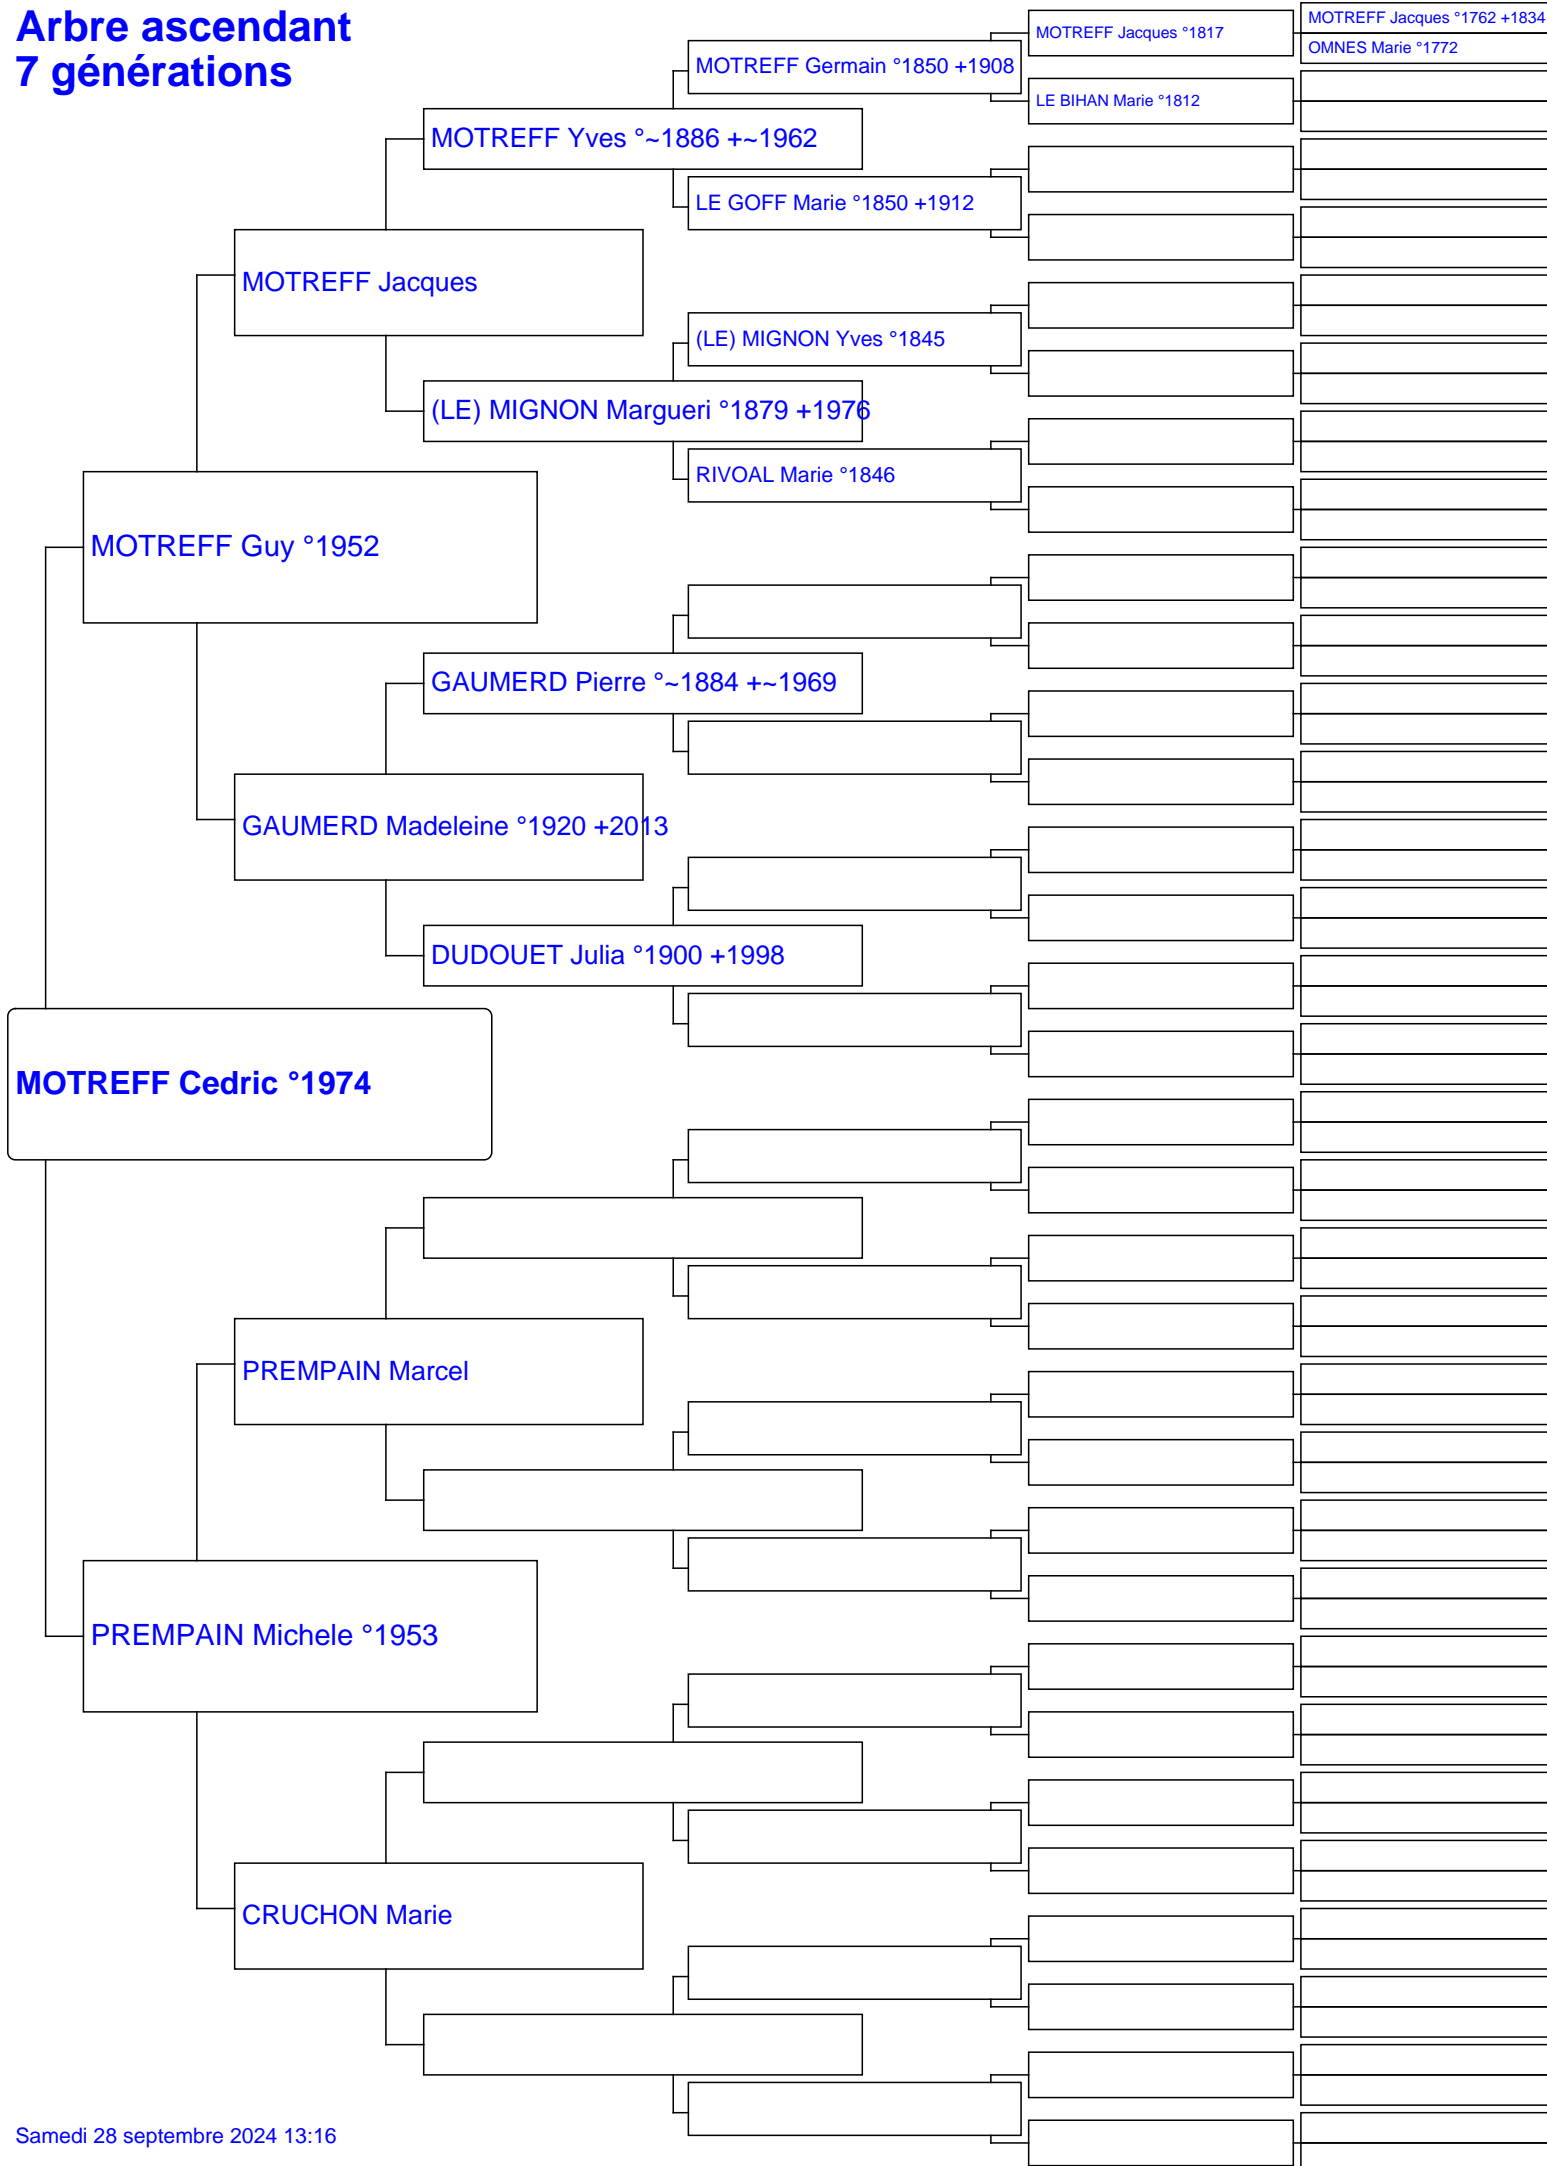 Arbre ascendant
7 générations
MOTREFF Jacques °1762 +1834
OMNES Marie °1772
MOTREFF Jacques °1817
MOTREFF Germain °1850 +1908
LE BIHAN Marie °1812
MOTREFF Yves °~1886 +~1962
LE GOFF Marie °1850 +1912
MOTREFF Jacques
(LE) MIGNON Yves °1845
(LE) MIGNON Margueri °1879 +1976
RIVOAL Marie °1846
MOTREFF Guy °1952
GAUMERD Pierre °~1884 +~1969
GAUMERD Madeleine °1920 +2013
DUDOUET Julia °1900 +1998
MOTREFF Cedric °1974
PREMPAIN Marcel
PREMPAIN Michele °1953
CRUCHON Marie
Samedi 28 septembre 2024 13:16